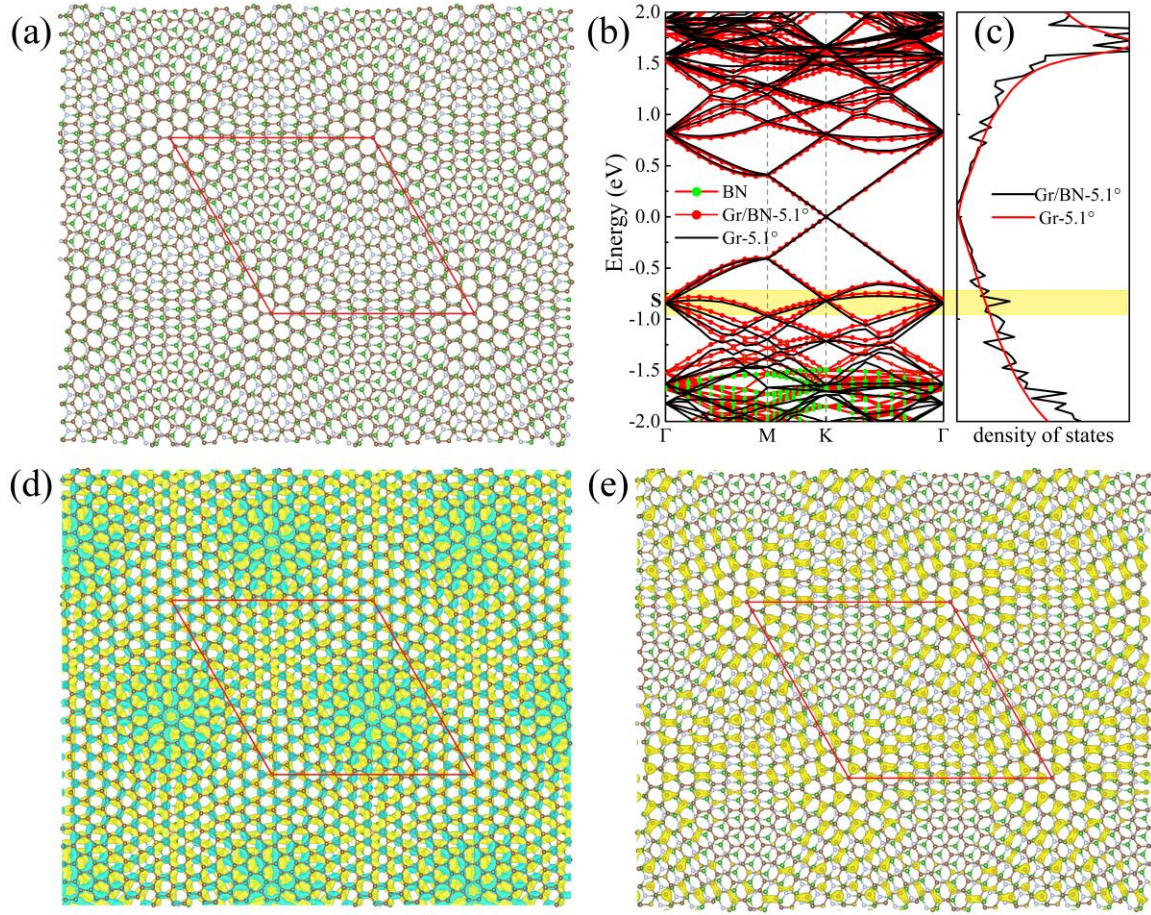 (a)
(b)
(c)
2.0
1.5
1.0
0.5
0.0
-0.5
-1.0
-1.5
-2.0
Energy (eV)
S
BN
Gr/BN-5.1°
Gr-5.1°
Γ
M
K
Γ
Gr/BN-5.1°
Gr-5.1°
density of states
(d)
(e)